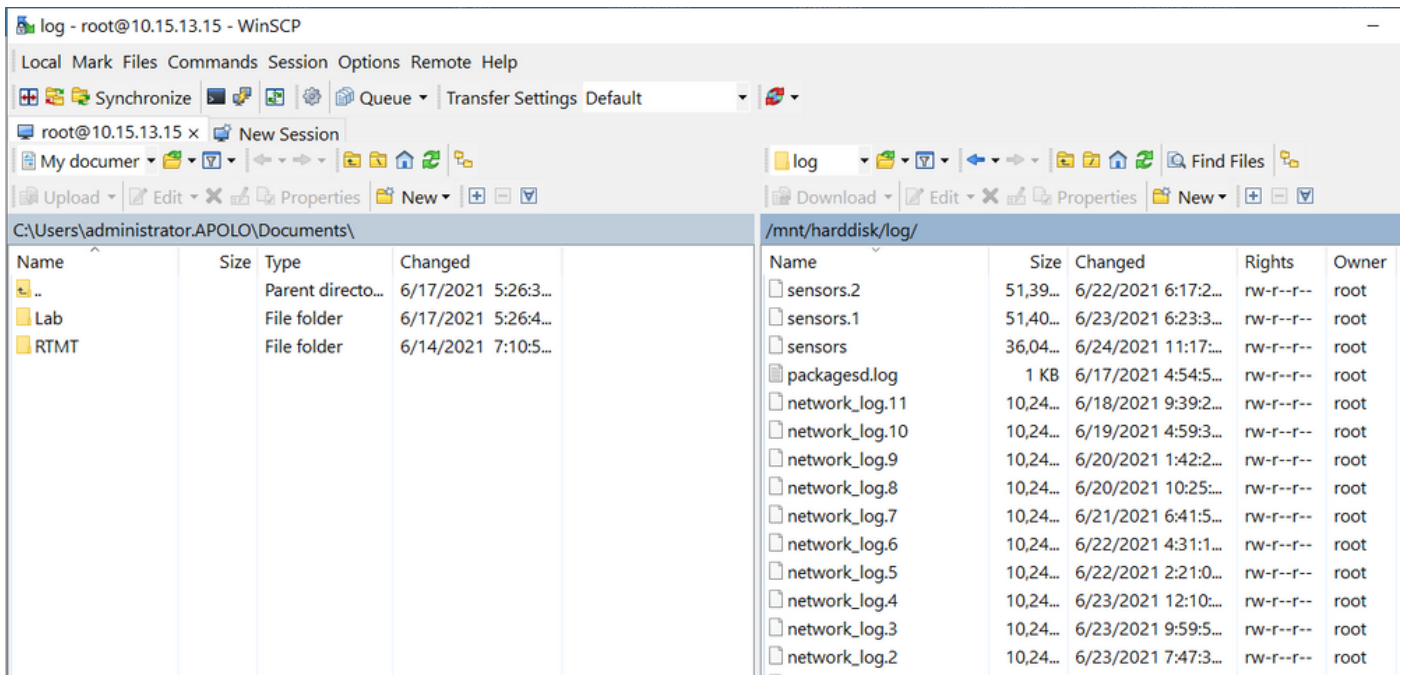 log - root@10.15.13.15 - WinSCP
Local Mark Files Commands Session Options Remote Help
Synchronize Queue Transfer Settings Default
root@10.15.13.15 × New Session
My documer log Find Files
Upload Edit Properties New Download Edit Properties New
C:\Users\administrator.APOLO\Documents\ /mnt/harddisk/log/
Name Size Type Changed Name Size Changed Rights Owner
.. Parent directo... 6/17/2021 5:26:3... sensors.2 51,39... 6/22/2021 6:17:2... rw-r--r-- root
Lab File folder 6/17/2021 5:26:4... sensors.1 51,40... 6/23/2021 6:23:3... rw-r--r-- root
RTMT File folder 6/14/2021 7:10:5... sensors 36,04... 6/24/2021 11:17:... rw-r--r-- root
packagesd.log 1 KB 6/17/2021 4:54:5... rw-r--r-- root
network_log.11 10,24... 6/18/2021 9:39:2... rw-r--r-- root
network_log.10 10,24... 6/19/2021 4:59:3... rw-r--r-- root
network_log.9 10,24... 6/20/2021 1:42:2... rw-r--r-- root
network_log.8 10,24... 6/20/2021 10:25:... rw-r--r-- root
network_log.7 10,24... 6/21/2021 6:41:5... rw-r--r-- root
network_log.6 10,24... 6/22/2021 4:31:1... rw-r--r-- root
network_log.5 10,24... 6/22/2021 2:21:0... rw-r--r-- root
network_log.4 10,24... 6/23/2021 12:10:... rw-r--r-- root
network_log.3 10,24... 6/23/2021 9:59:5... rw-r--r-- root
network_log.2 10,24... 6/23/2021 7:47:3... rw-r--r-- root